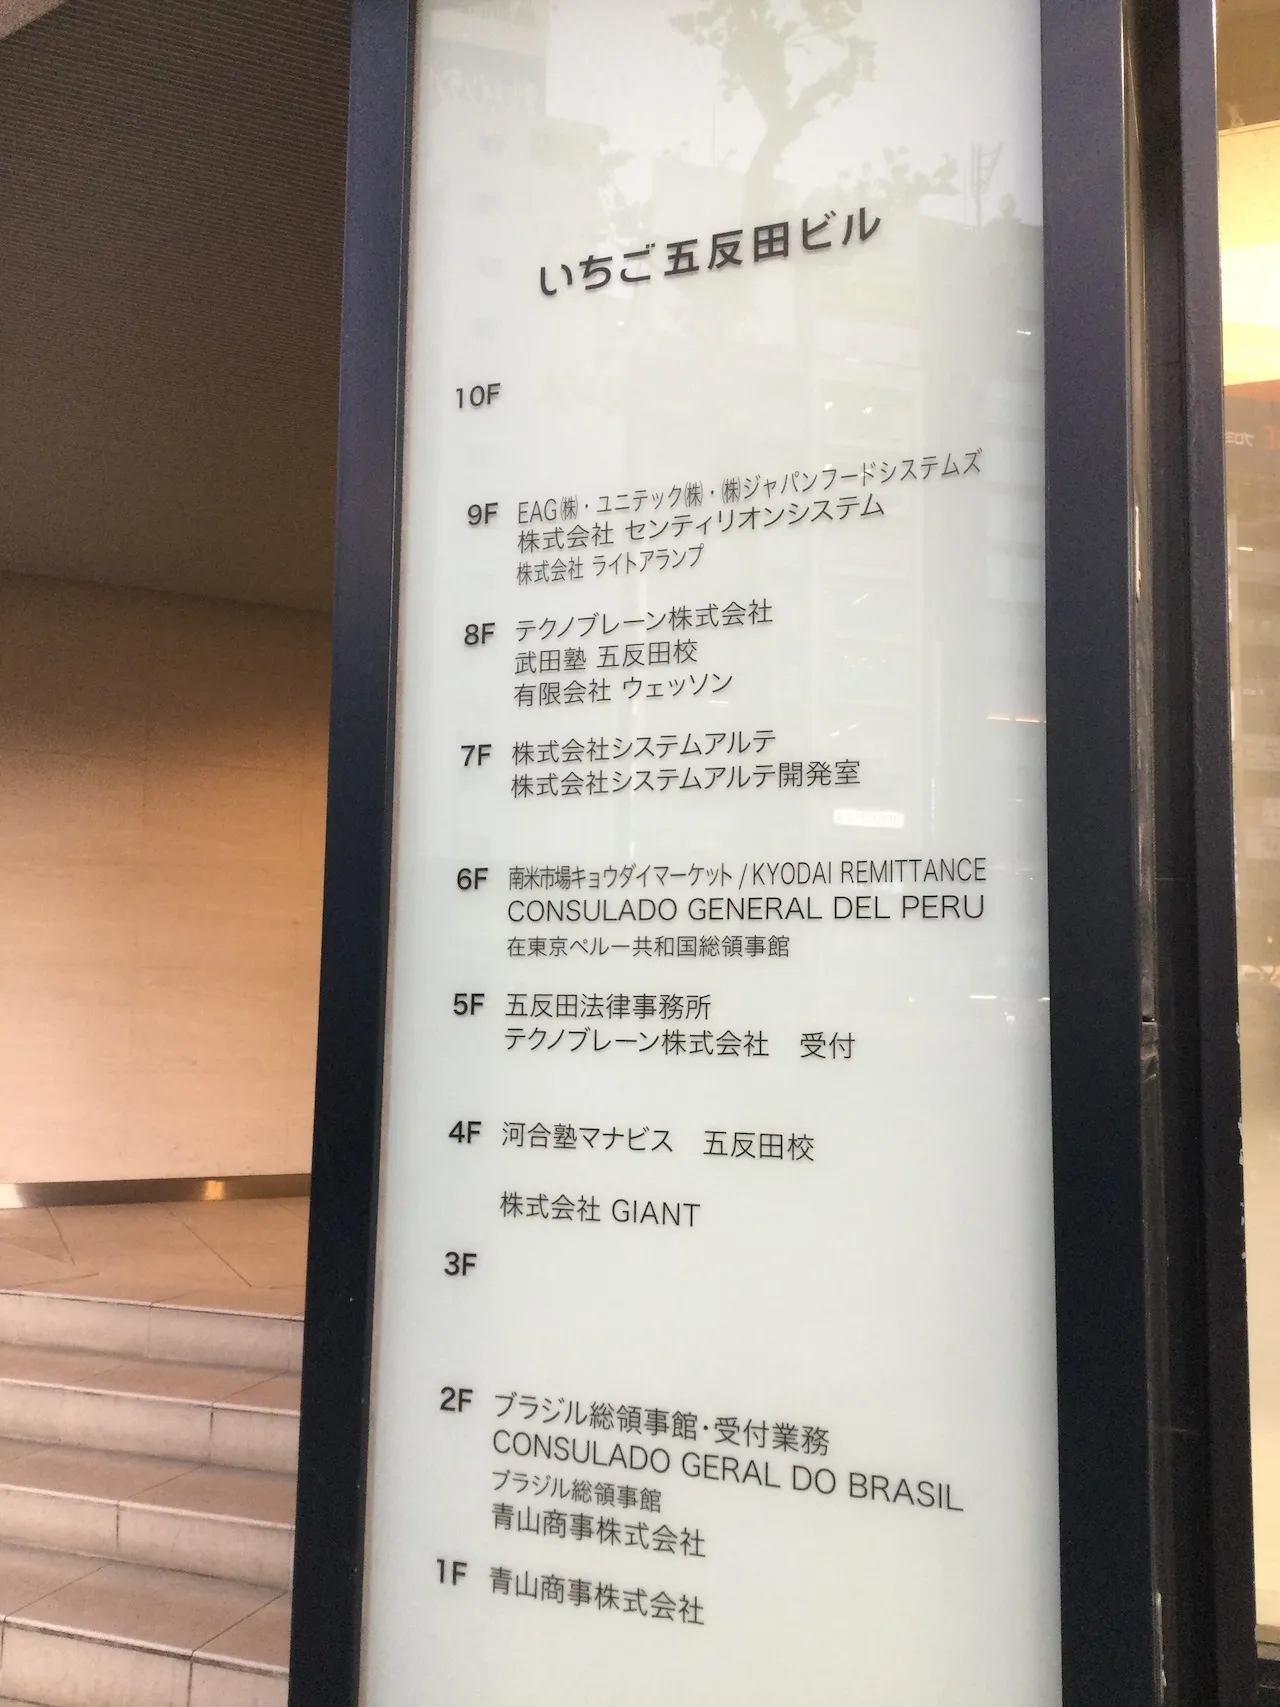 いちご五反田ビル
10F
9F EAG㈱・ユニテック㈱・㈱ジャパンフードシステムズ
株式会社 センティリオンシステム
株式会社 ライトアランプ
8F テクノブレーン株式会社
武田塾 五反田校
有限会社 ウェッソン
7F 株式会社システムアルテ
株式会社システムアルテ開発室
6F 南米市場キョウダイマーケット / KYODAI REMITTANCE
CONSULADO GENERAL DEL PERU
在東京ペルー共和国総領事館
5F 五反田法律事務所
テクノブレーン株式会社 受付
4F 河合塾マナビス 五反田校
株式会社 GIANT
3F
2F ブラジル総領事館・受付業務
CONSULADO GERAL DO BRASIL
ブラジル総領事館
青山商事株式会社
1F 青山商事株式会社